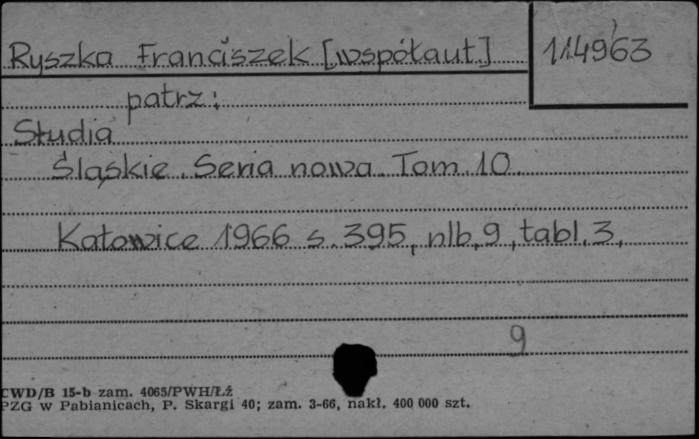 Ryszka Franciszek [współaut.] 114963
patrz:
Studia
Śląskie. Seria nowa. Tom 10.
Katowice 1966 s. 395, nlb. 9, tabl. 3,
9
CWD/B 15-b zam. 4065/PWH/Łź
PZG w Pabianicach, P. Skargi 40; zam. 3-66, nakł. 400 000 szt.